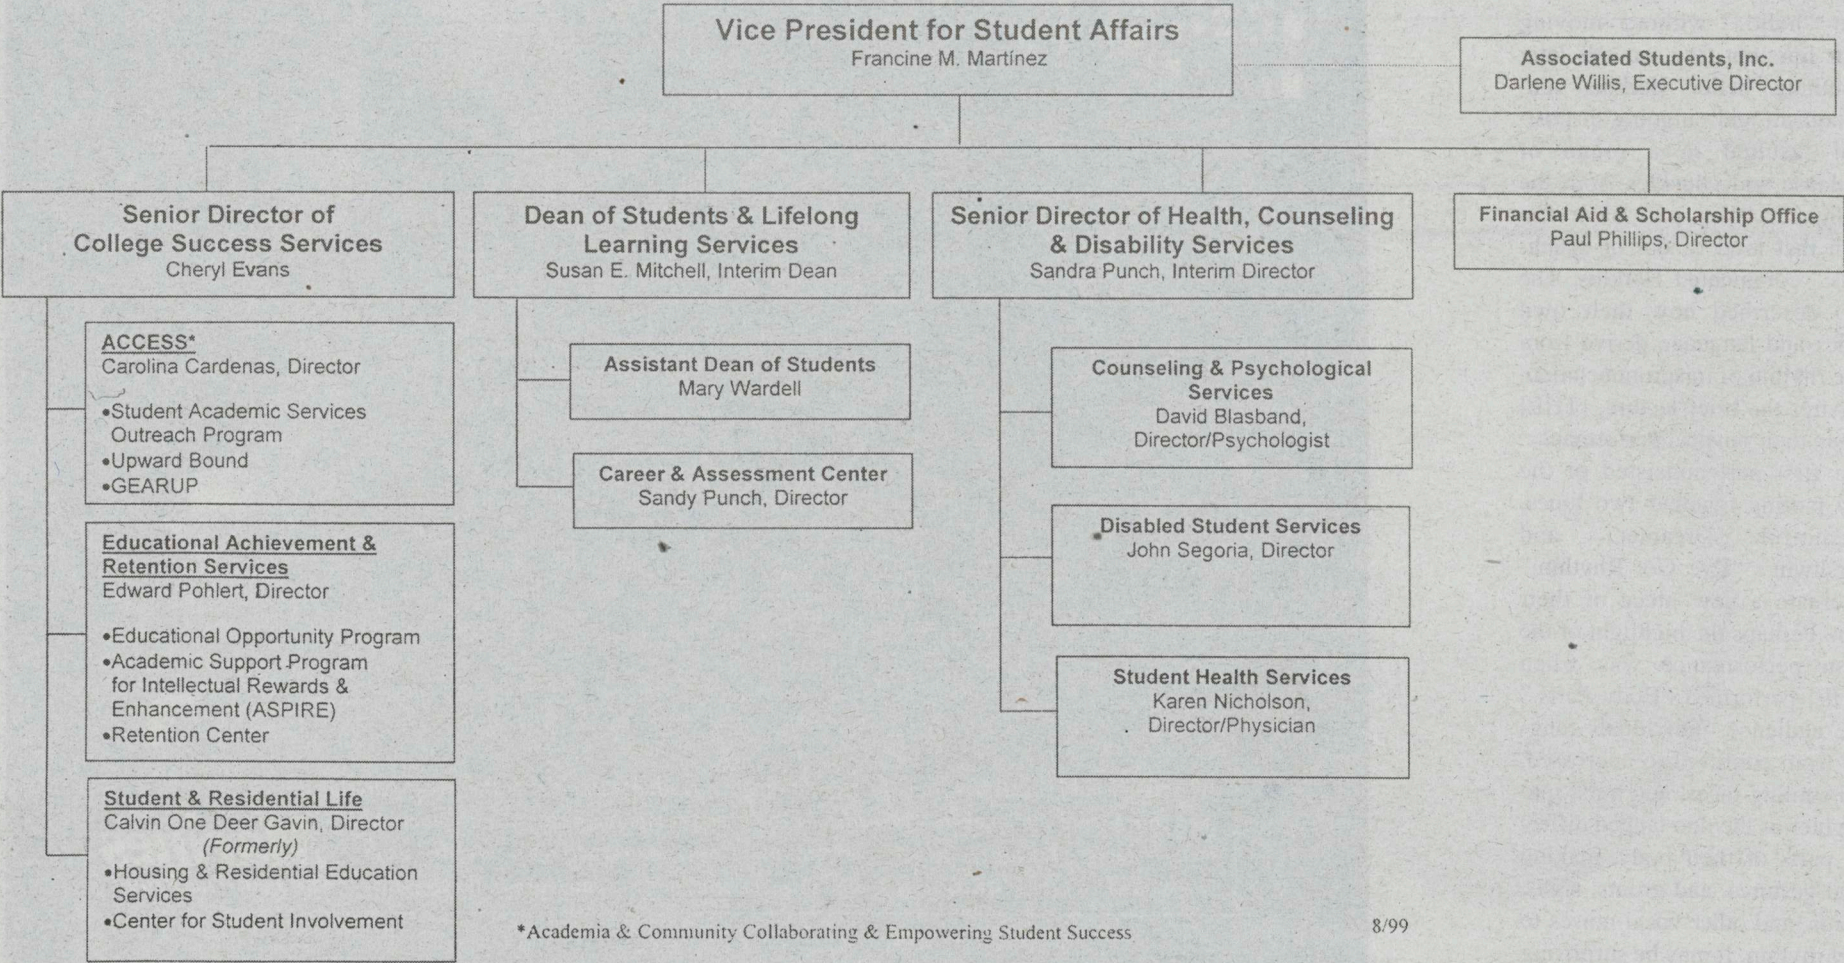 Vice President for Student Affairs
Francine M. Martínez
Associated Students, Inc.
Darlene Willis, Executive Director
Senior Director of
College Success Services
Cheryl Evans
Dean of Students & Lifelong
Learning Services
Susan E. Mitchell, Interim Dean
Senior Director of Health, Counseling
& Disability Services
Sandra Punch, Interim Director
Financial Aid & Scholarship Office
Paul Phillips, Director
ACCESS*
Carolina Cardenas, Director
•Student Academic Services
Outreach Program
•Upward Bound
•GEARUP
Educational Achievement &
Retention Services
Edward Pohlert, Director
•Educational Opportunity Program
•Academic Support Program
for Intellectual Rewards &
Enhancement (ASPIRE)
•Retention Center
Student & Residential Life
Calvin One Deer Gavin, Director
(Formerly)
•Housing & Residential Education
Services
•Center for Student Involvement
Assistant Dean of Students
Mary Wardell
Career & Assessment Center
Sandy Punch, Director
Counseling & Psychological
Services
David Blasband,
Director/Psychologist
Disabled Student Services
John Segoria, Director
Student Health Services
Karen Nicholson,
Director/Physician
*Academia & Community Collaborating & Empowering Student Success
8/99